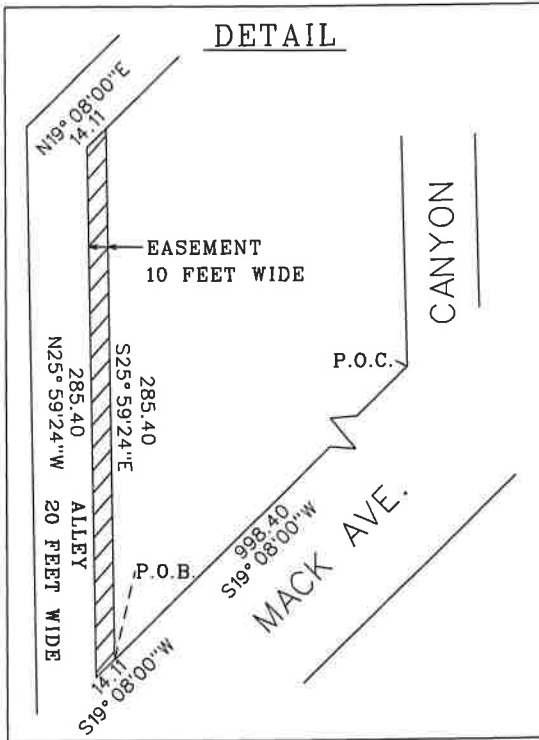 DETAIL
N19° 08'00"E
14.11
EASEMENT
10 FEET WIDE
CANYON
P.O.C.
285.40
S25° 59'24"E
285.40
N25° 59'24"W
ALLEY
20 FEET WIDE
998.40
S19° 08'00"W
MACK AVE.
P.O.B.
14.11
S19° 08'00"W